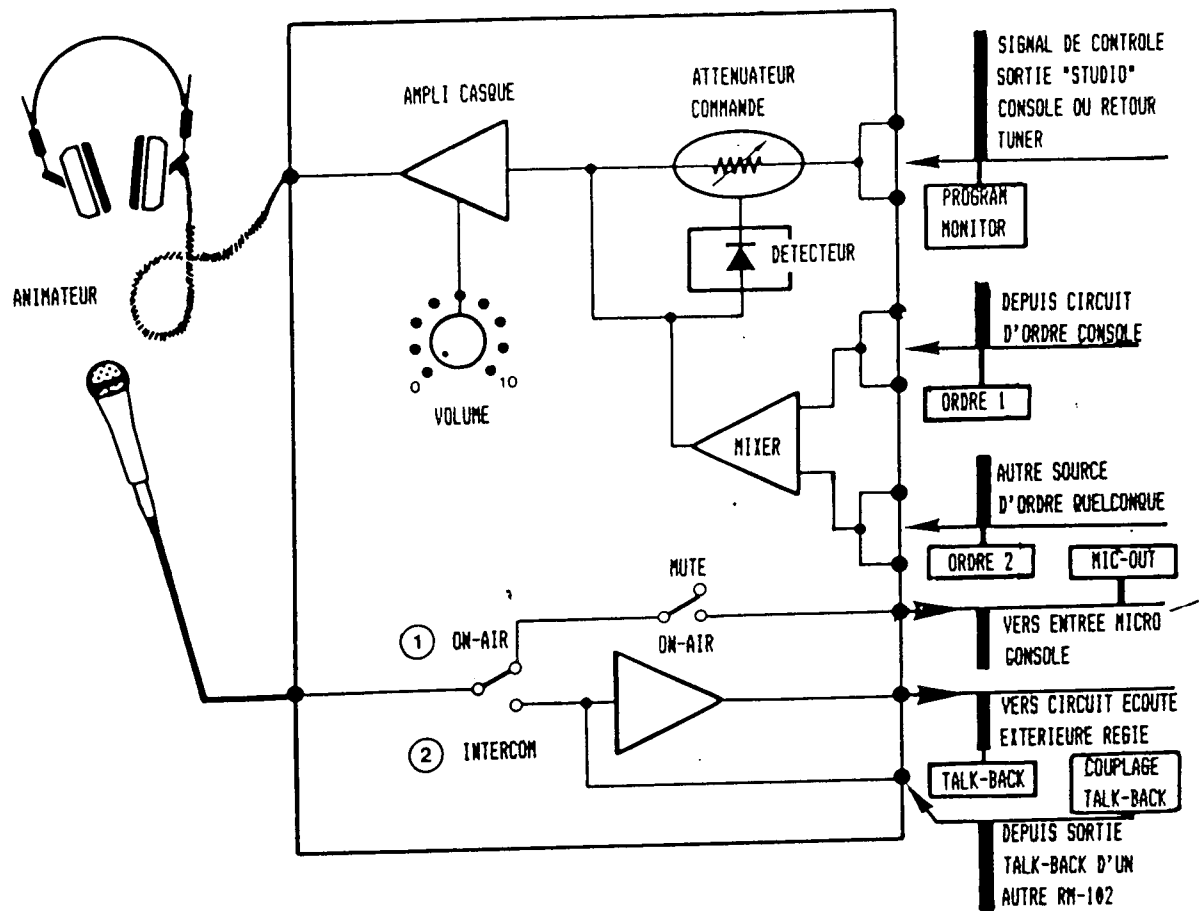 SIGNAL DE CONTROLE
SORTIE "STUDIO"
CONSOLE OU RETOUR
TUNER
PROGRAM
MONITOR
AMPLI CASQUE
ATTENUATEUR
COMMANDE
DETECTEUR
ANIMATEUR
0
10
VOLUME
DEPUIS CIRCUIT
D'ORDRE CONSOLE
ORDRE 1
MIXER
AUTRE SOURCE
D'ORDRE QUELCONQUE
ORDRE 2
MIC-OUT
MUTE
1 ON-AIR
ON-AIR
VERS ENTREE MICRO
CONSOLE
2 INTERCOM
VERS CIRCUIT ECOUTE
EXTERIEURE REGIE
TALK-BACK
COUPLAGE
TALK-BACK
DEPUIS SORTIE
TALK-BACK D'UN
AUTRE RM-102